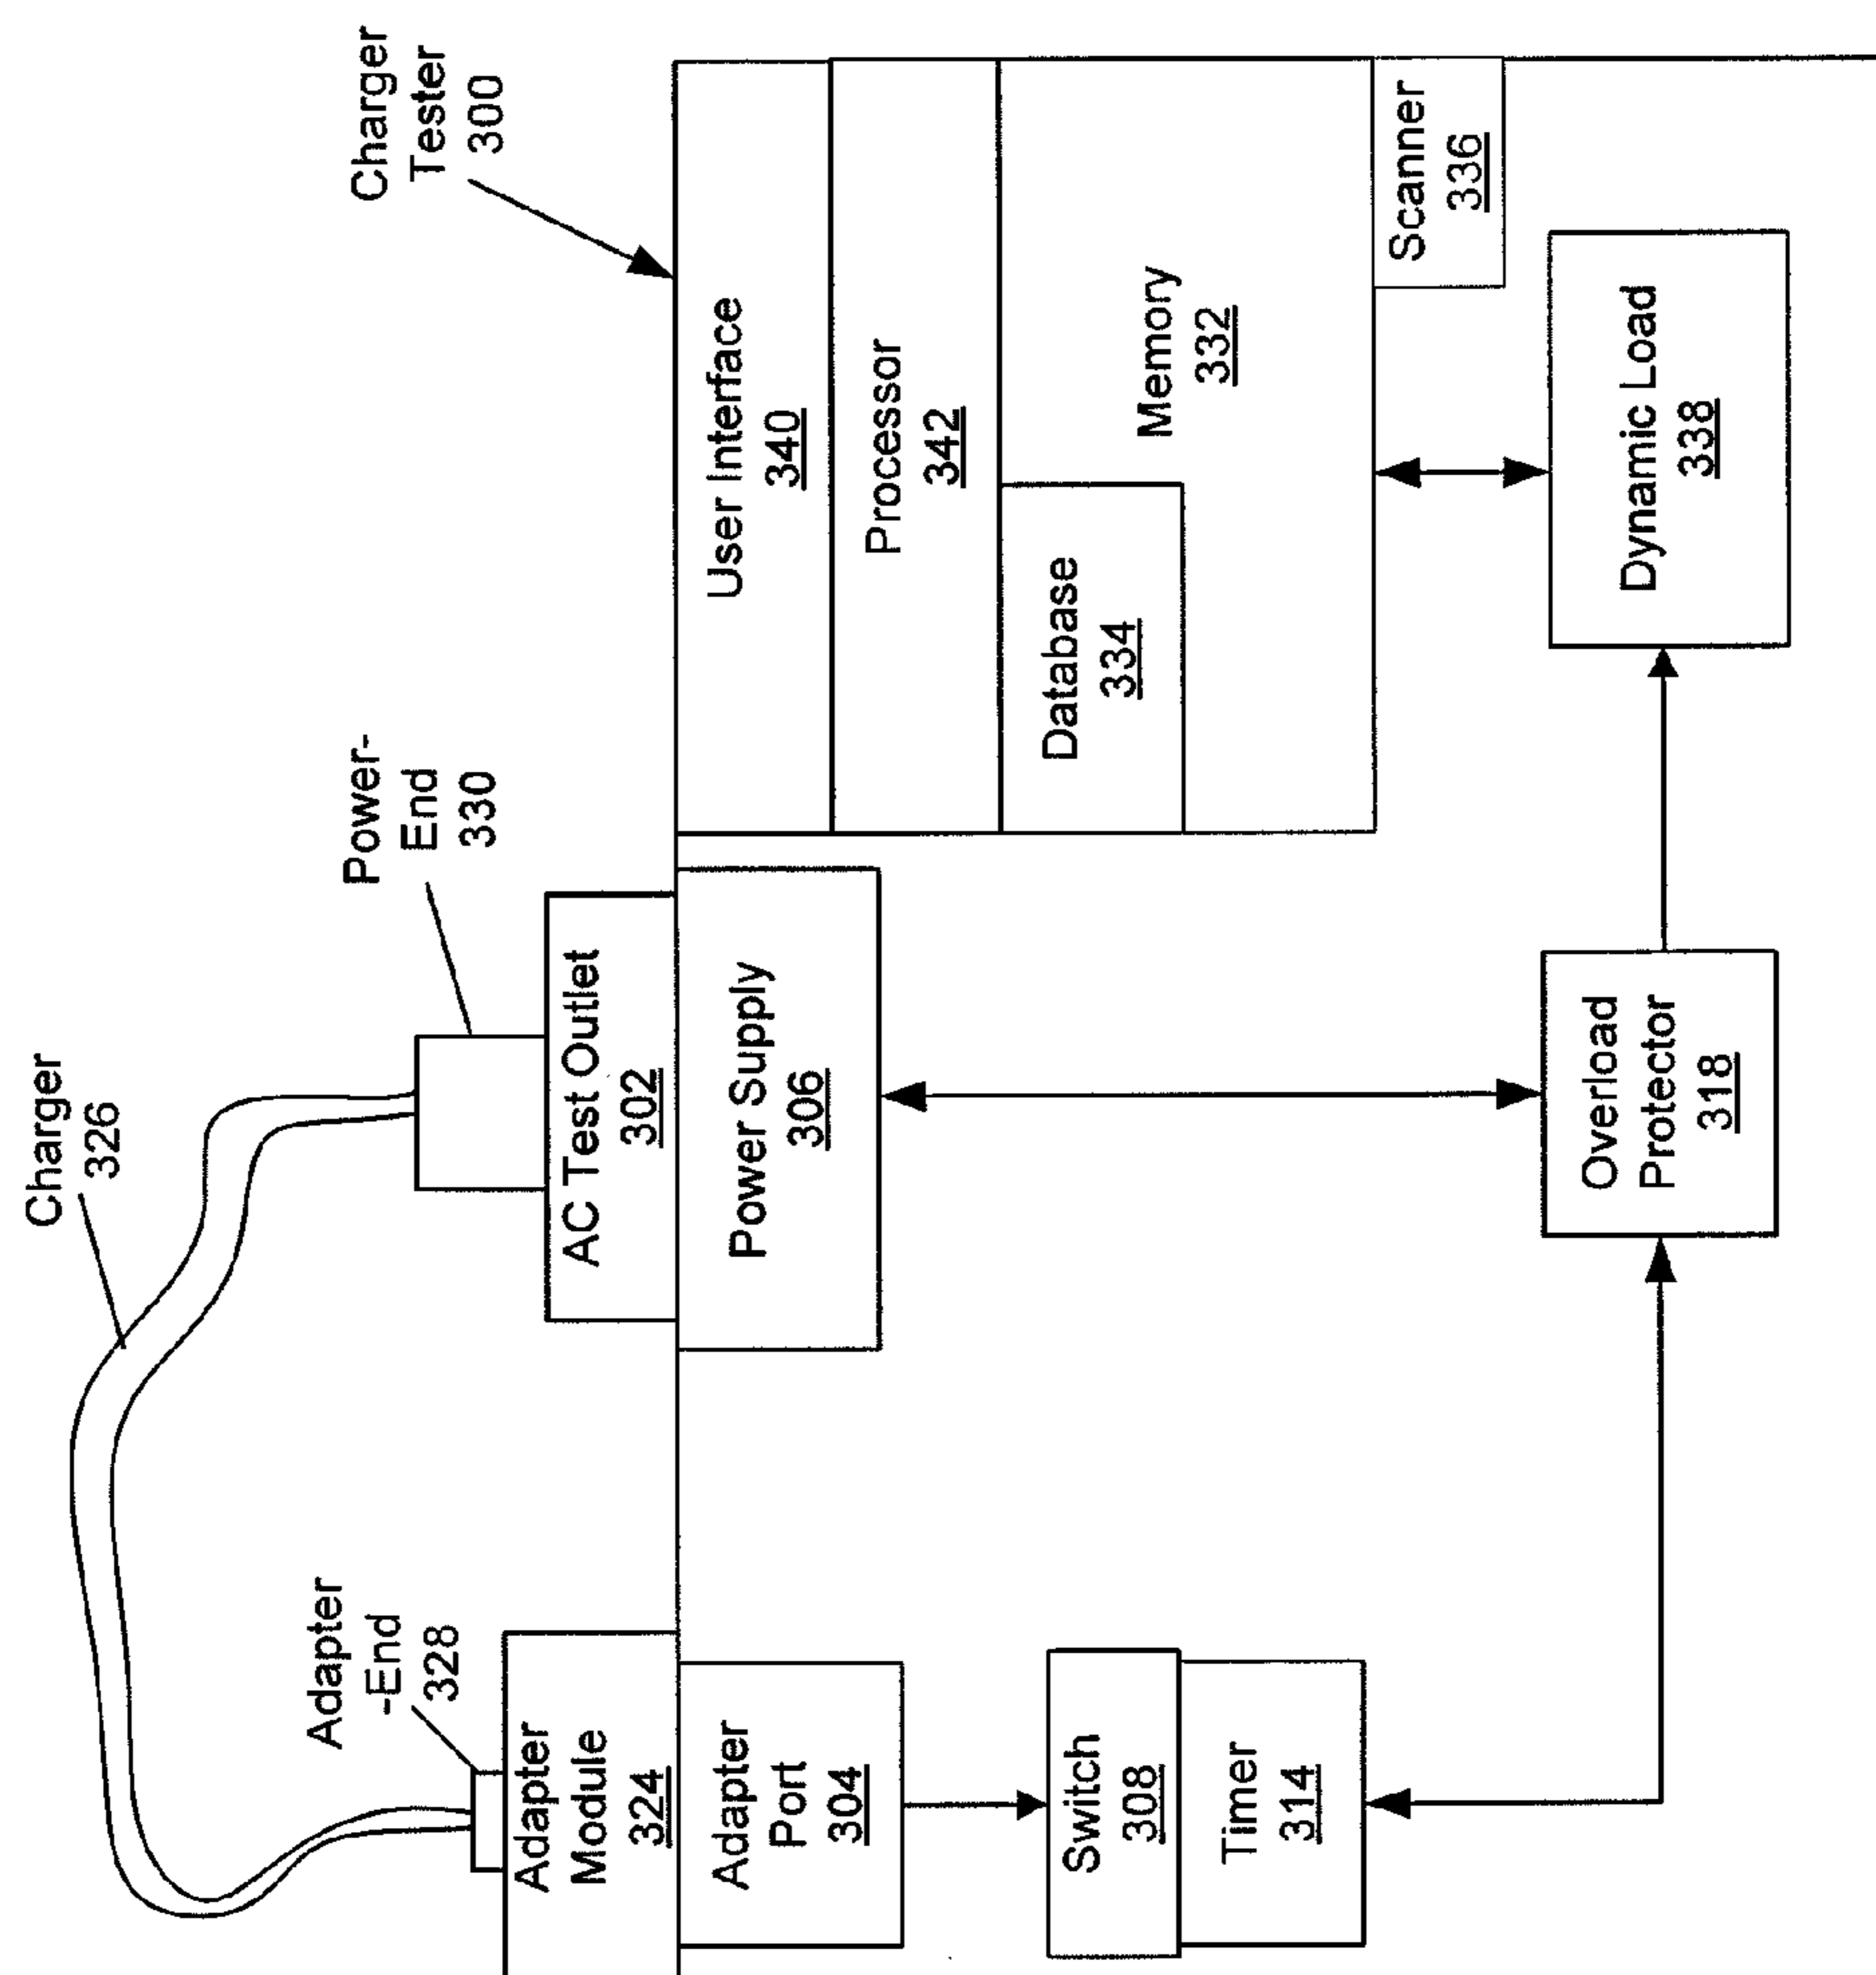 Charger
326
Adapter
-End
328
Power-
End
330
Charger
Tester
300
Adapter
Module
324
AC Test Outlet
302
Adapter
Port
304
Power Supply
306
User Interface
340
Processor
342
Database
334
Memory
332
Scanner
336
Switch
308
Timer
314
Overload
Protector
318
Dynamic Load
338